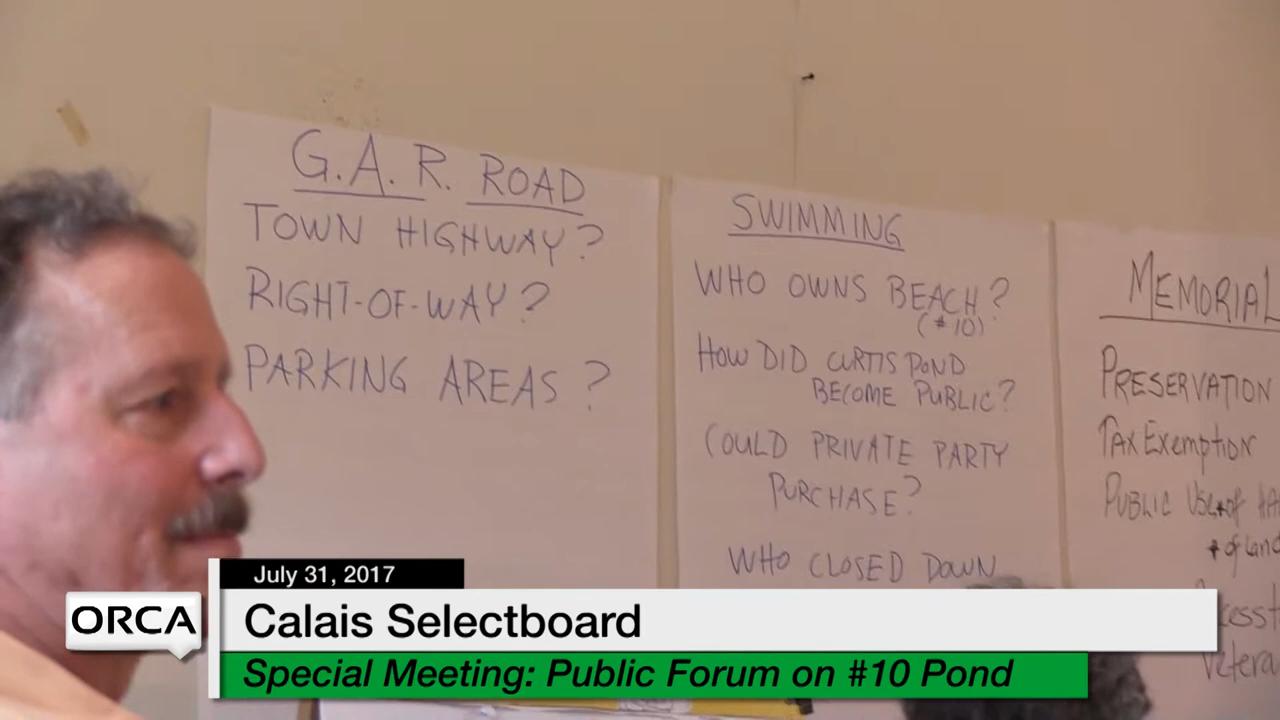 G.A.R. ROAD
TOWN HIGHWAY?
RIGHT-OF-WAY?
PARKING AREAS?
SWIMMING
WHO OWNS BEACH?
(#10)
HOW DID CURTIS POND
BECOME PUBLIC?
COULD PRIVATE PARTY
PURCHASE?
WHO CLOSED DOWN
MEMORIAL
PRESERVATION
TAX Exemption
PUBLIC
July 31, 2017
ORCA
Calais Selectboard
Special Meeting: Public Forum on #10 Pond